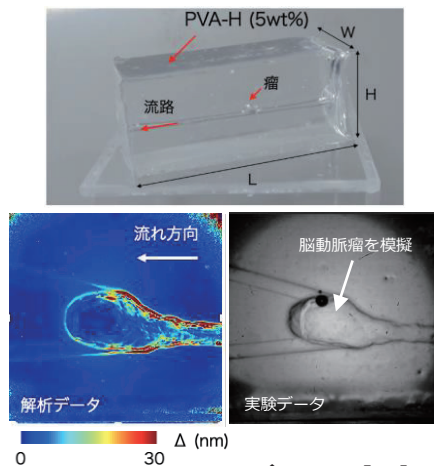 PVA-H (5wt%)
W
瘤
H
流路
L
流れ方向
脳動脈瘤を模擬
解析データ
実験データ
Δ (nm)
0
30